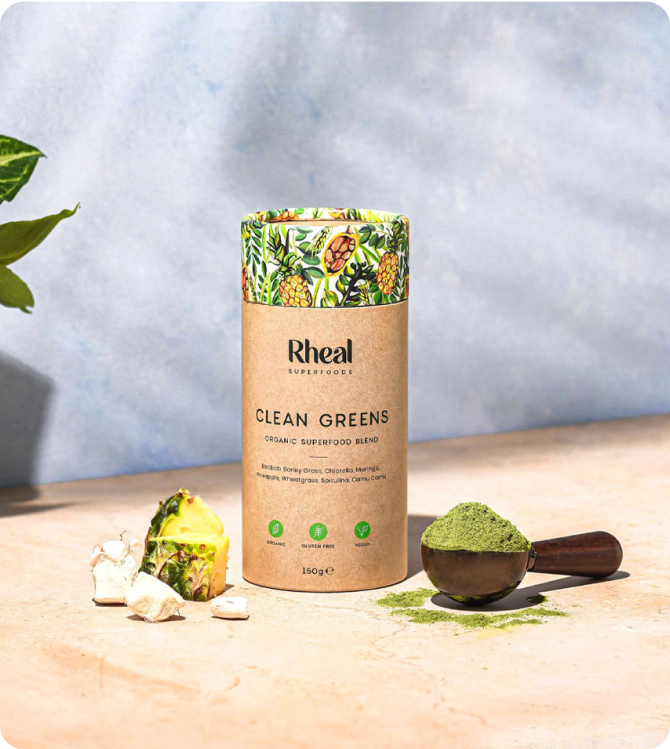 Rheal
SUPERFOODS
CLEAN GREENS
ORGANIC SUPERFOOD BLEND
Baobab, Barley Grass, Chlorella, Moringa,
Pineapple, Wheatgrass, Spirulina, Camu Camu
ORGANIC GLUTEN FREE VEGAN
150g ℮